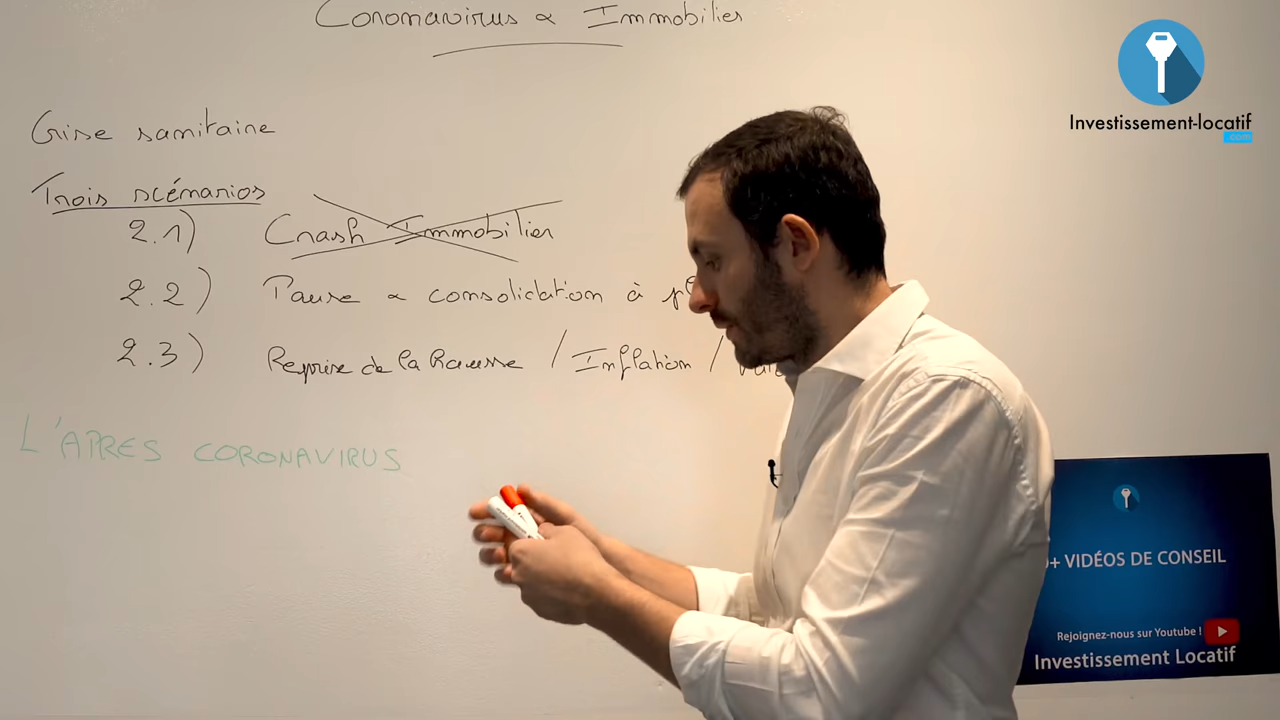 Coronavirus & Immobilier
Crise sanitaire
Trois scénarios
2.1) Crash Immobilier
2.2) Pause & consolidation à
2.3) Reprise de la hausse / Inflation /
L'APRES CORONAVIRUS
Investissement-locatif
.com
+ VIDÉOS DE CONSEIL
Rejoignez-nous sur Youtube !
Investissement Locatif